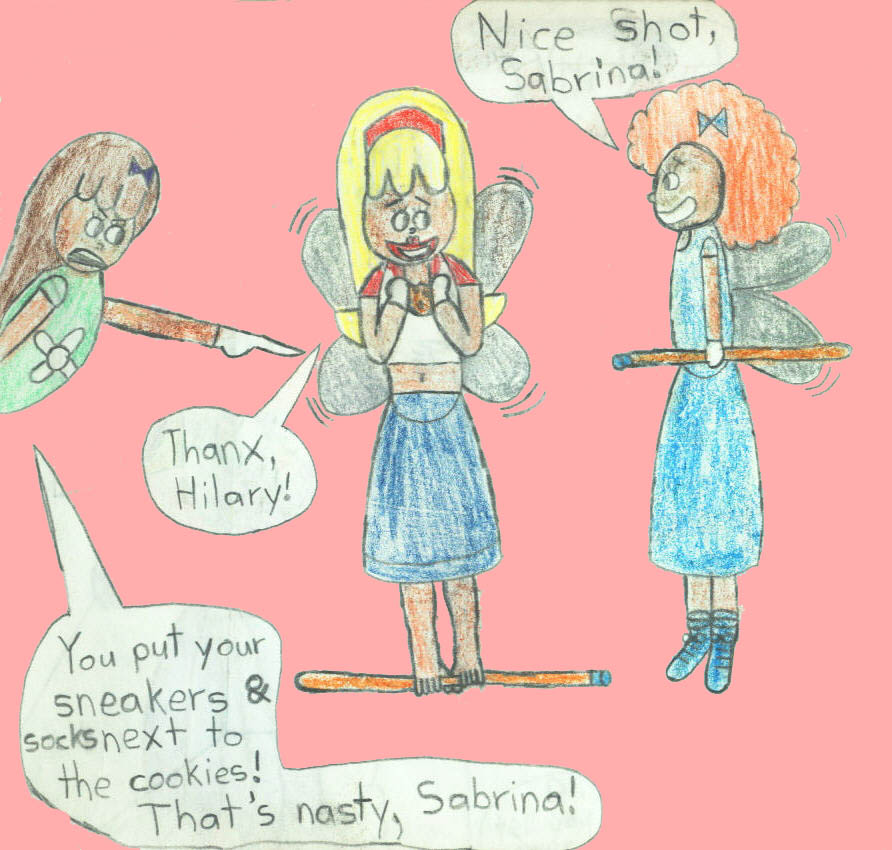 Nice shot,
Sabrina!
Thanx,
Hilary!
You put your
sneakers &
socks next to
the cookies!
That's nasty, Sabrina!